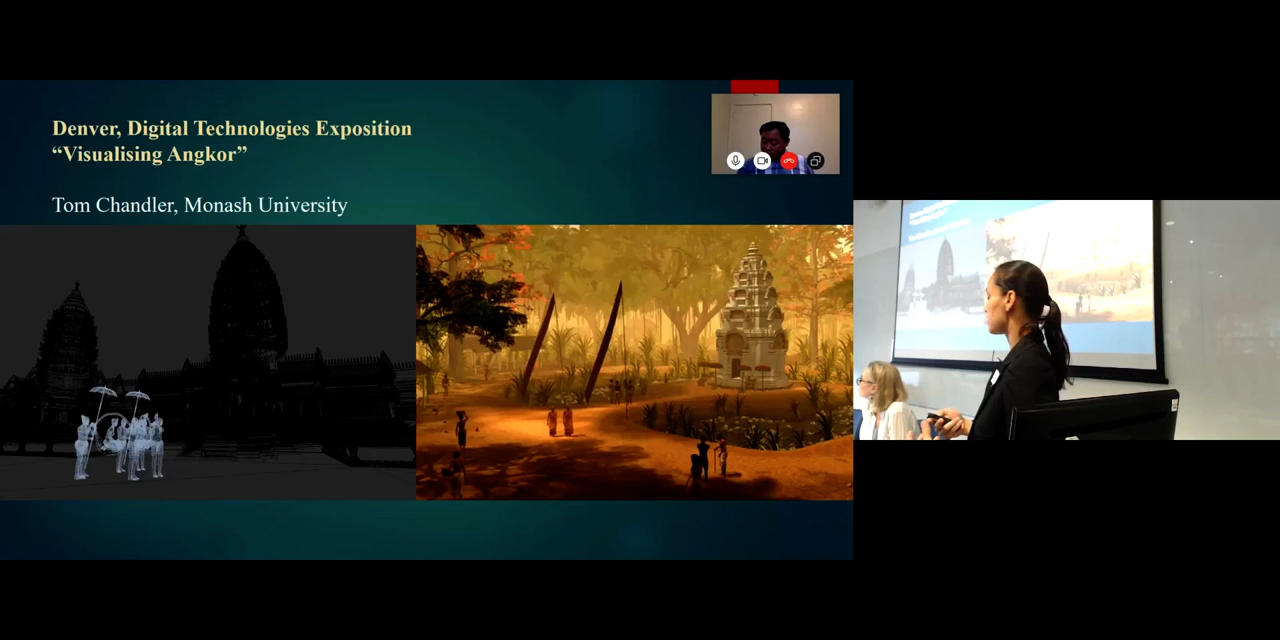 Denver, Digital Technologies Exposition
“Visualising Angkor”
Tom Chandler, Monash University